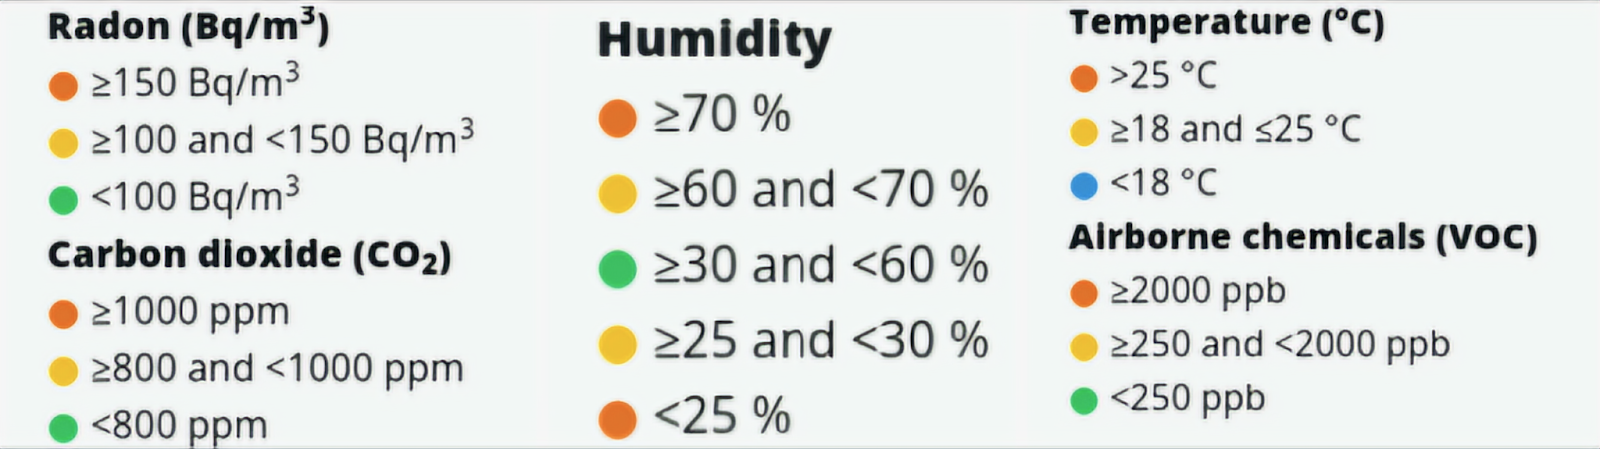 Radon (Bq/m³)
≥150 Bq/m³
≥100 and <150 Bq/m³
<100 Bq/m³
Carbon dioxide (CO₂)
≥1000 ppm
≥800 and <1000 ppm
<800 ppm
Humidity
≥70 %
≥60 and <70 %
≥30 and <60 %
≥25 and <30 %
<25 %
Temperature (°C)
>25 °C
≥18 and ≤25 °C
<18 °C
Airborne chemicals (VOC)
≥2000 ppb
≥250 and <2000 ppb
<250 ppb